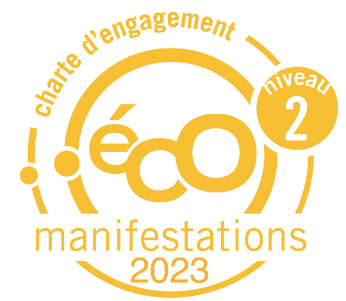 charte d'engagement
niveau
2
...éco
manifestations
2023